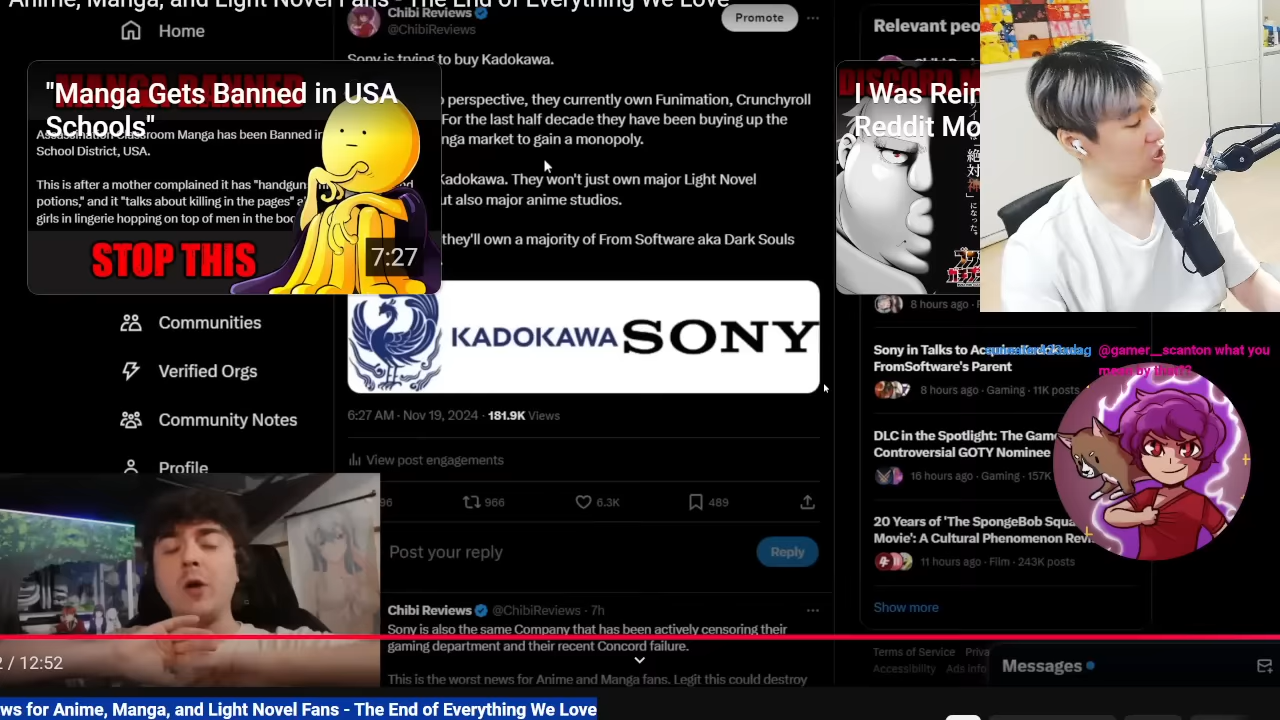 Anime, Manga, and Light Novel Fans - The End of Everything We Love
Home
Chibi Reviews
@ChibiReviews
Promote
Sony is trying to buy Kadokawa.
perspective, they currently own Funimation, Crunchyroll
For the last half decade they have been buying up the
market to gain a monopoly.
Kadokawa. They won't just own major Light Novel
also major anime studios.
they'll own a majority of From Software aka Dark Souls
MANGA BANNED
"Manga Gets Banned in USA
Schools"
Assassination Classroom Manga has been Banned in
School District, USA.
This is after a mother complained it has "handgun
potions," and it "talks about killing in the pages"
girls in lingerie hopping on top of men in the
STOP THIS
7:27
KADOKAWA SONY
6:27 AM · Nov 19, 2024 · 181.9K Views
View post engagements
966
6.3K
489
Post your reply
Reply
Chibi Reviews @ChibiReviews · 7h
Sony is also the same Company that has been actively censoring their
gaming department and their recent Concord failure.
This is the worst news for Anime and Manga fans. Legit this could destroy
Communities
Verified Orgs
Community Notes
Profile
Relevant
DISCORD
I Was
Reddit
絶対
神
になった。
8 hours ago
Sony in Talks to Acquire
FromSoftware's Parent
8 hours ago · Gaming · 11K posts
@gamer__scanton what you
mean by that??
DLC in the Spotlight: The
Controversial GOTY Nominee
16 hours ago · Gaming · 157K
20 Years of 'The SpongeBob
Movie': A Cultural Phenomenon
11 hours ago · Film · 243K posts
Show more
Terms of Service
Accessibility Ads info
Messages
/ 12:52
for Anime, Manga, and Light Novel Fans - The End of Everything We Love